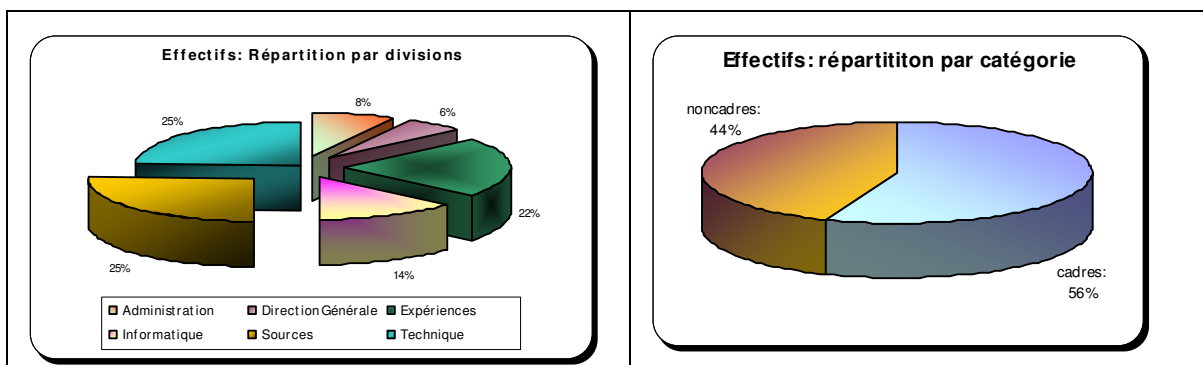 Effectifs: Répartition par divisions
8%
6%
22%
14%
25%
25%
Administration
Direction Générale
Expériences
Informatique
Sources
Technique
Effectifs: répartititon par catégorie
noncadres:
44%
cadres:
56%